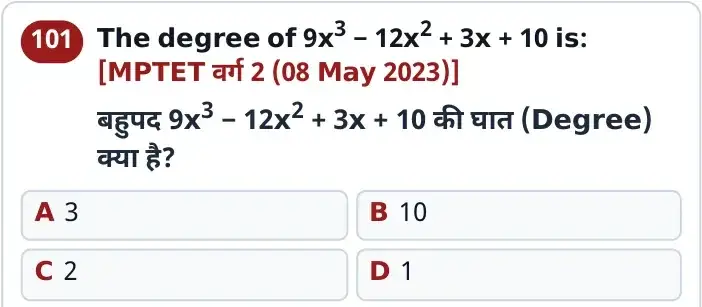 101 The degree of 9x³ − 12x² + 3x + 10 is:
[MPTET वर्ग 2 (08 May 2023)]
बहुपद 9x³ − 12x² + 3x + 10 की घात (Degree)
क्या है?
A 3
B 10
C 2
D 1